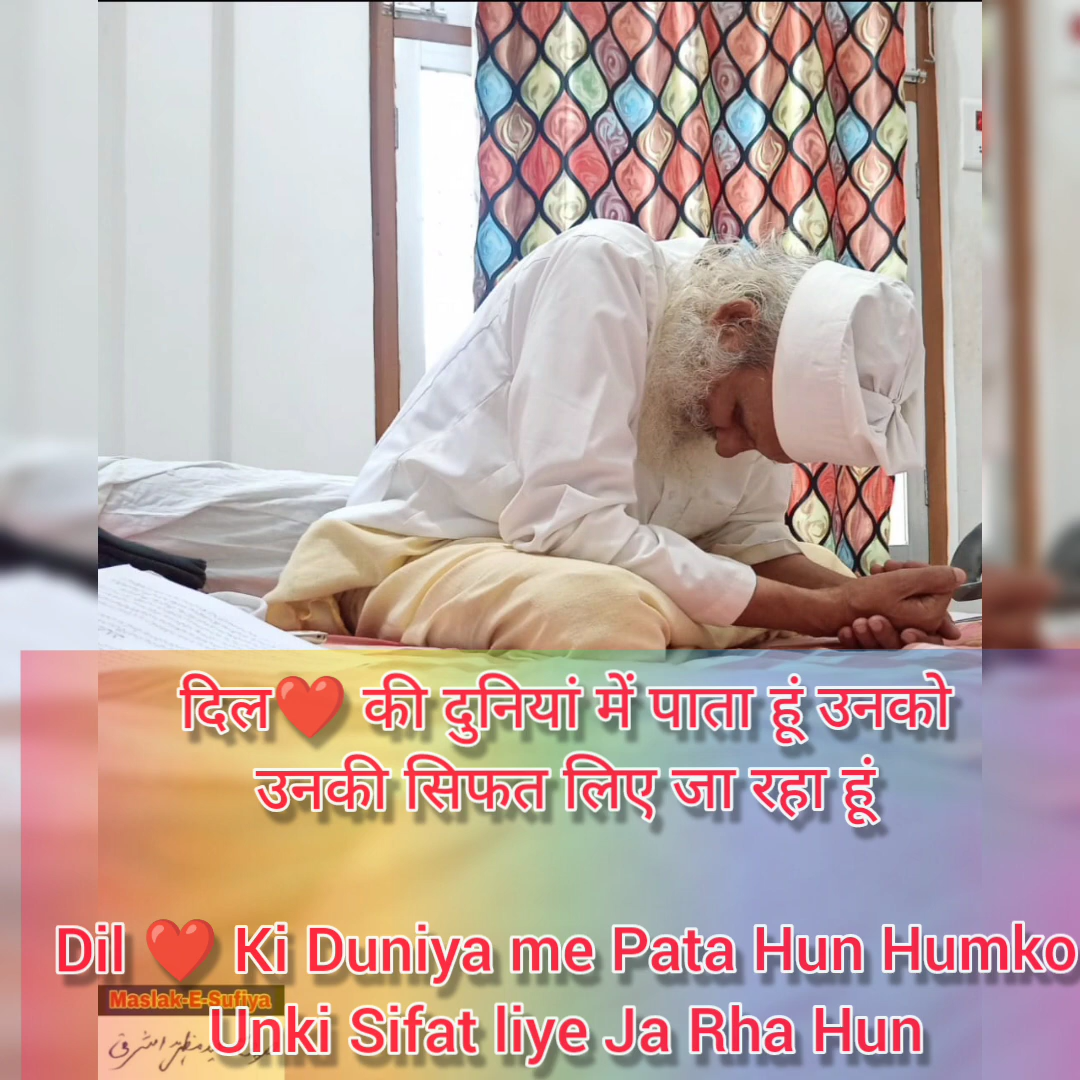 दिल❤️ की दुनियां में पाता हूं उनको
उनकी सिफत लिए जा रहा हूं
Dil ❤️ Ki Duniya me Pata Hun Humko
Maslak-E-Sufiya
Unki Sifat liye Ja Rha Hun